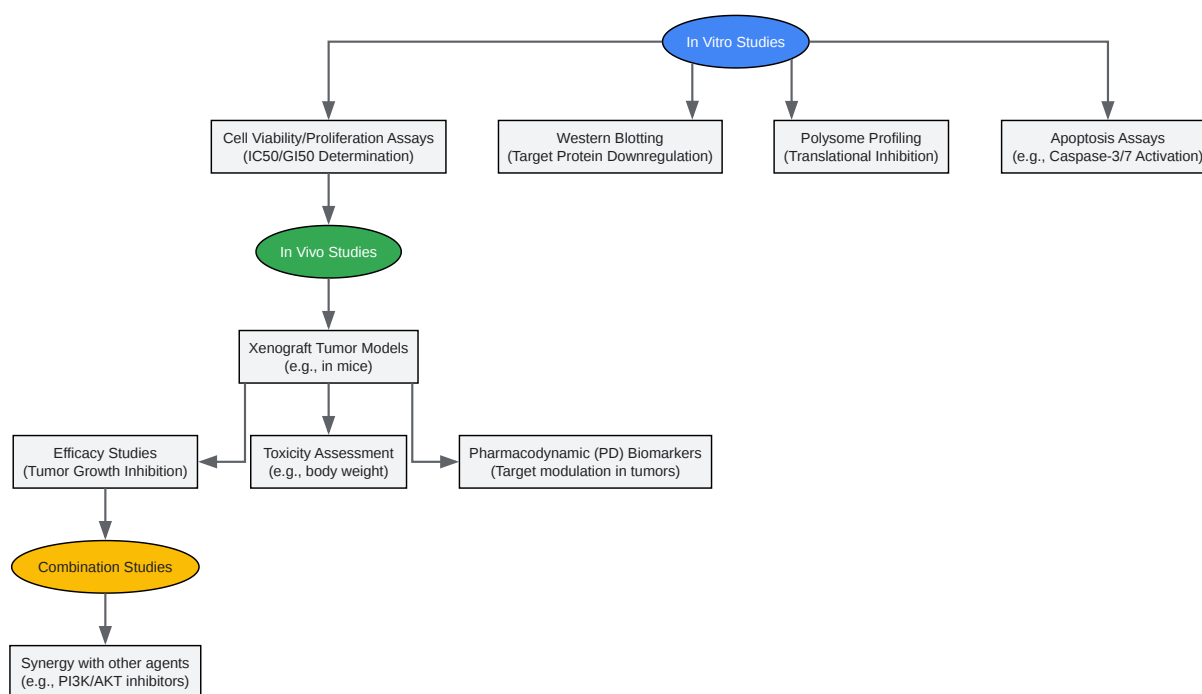 In Vitro Studies
Cell Viability/Proliferation Assays
(IC50/GI50 Determination)
Western Blotting
(Target Protein Downregulation)
Polysome Profiling
(Translational Inhibition)
Apoptosis Assays
(e.g., Caspase-3/7 Activation)
In Vivo Studies
Xenograft Tumor Models
(e.g., in mice)
Efficacy Studies
(Tumor Growth Inhibition)
Toxicity Assessment
(e.g., body weight)
Pharmacodynamic (PD) Biomarkers
(Target modulation in tumors)
Combination Studies
Synergy with other agents
(e.g., PI3K/AKT inhibitors)